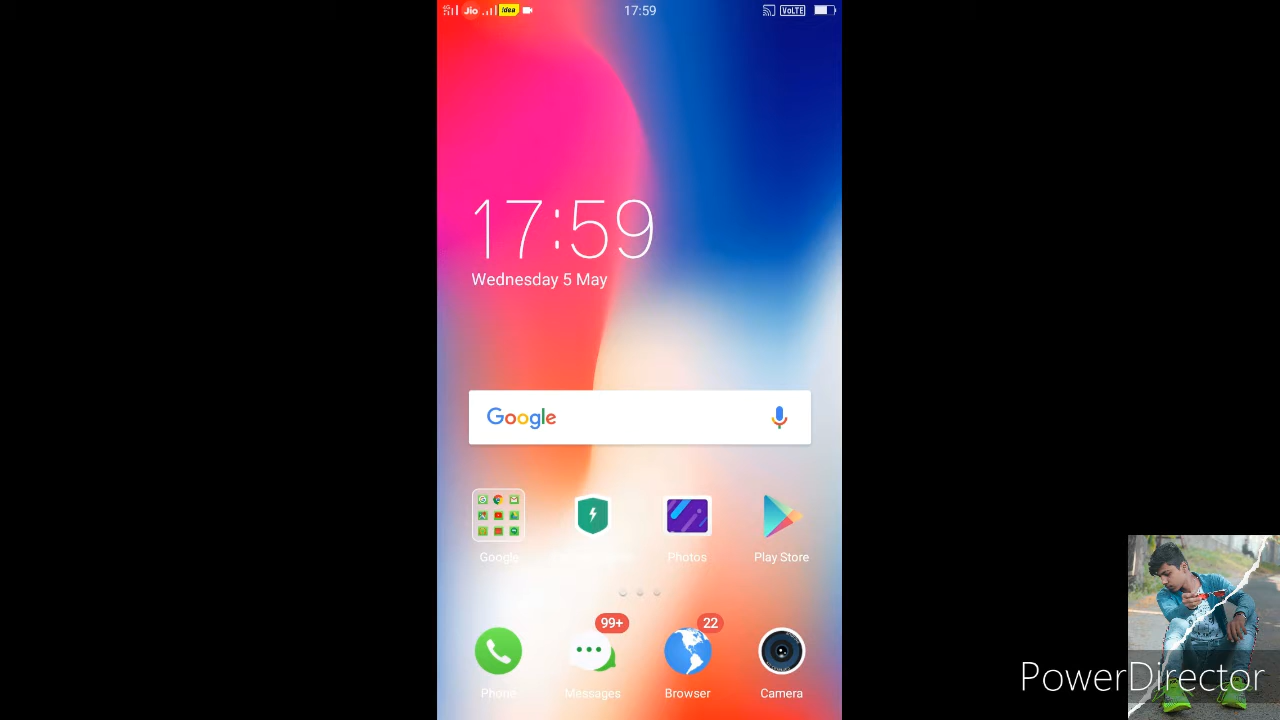 4G Jio idea 17:59 VoLTE
17:59
Wednesday 5 May
Google
Google Photos Play Store
99+ 22
Phone Messages Browser Camera
PowerDirector